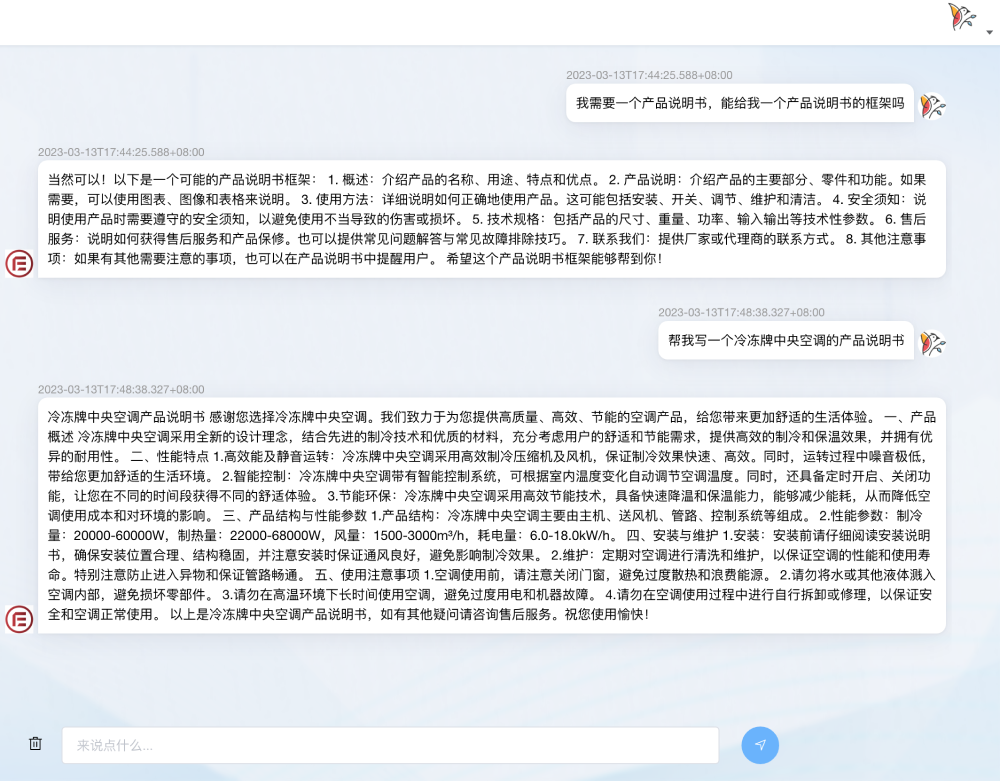 2023-03-13T17:44:25.588+08:00
我需要一个产品说明书，能给我一个产品说明书的框架吗
2023-03-13T17:44:25.588+08:00
当然可以！以下是一个可能的产品说明书框架： 1. 概述：介绍产品的名称、用途、特点和优点。 2. 产品说明：介绍产品的主要部分、零件和功能。如果
需要，可以使用图表、图像和表格来说明。 3. 使用方法：详细说明如何正确地使用产品。这可能包括安装、开关、调节、维护和清洁。 4. 安全须知：说
明使用产品时需要遵守的安全须知，以避免使用不当导致的伤害或损坏。 5. 技术规格：包括产品的尺寸、重量、功率、输入输出等技术性参数。 6. 售后
服务：说明如何获得售后服务和产品保修。也可以提供常见问题解答与常见故障排除技巧。 7. 联系我们：提供厂家或代理商的联系方式。 8. 其他注意事
项：如果有其他需要注意的事项，也可以在产品说明书中提醒用户。 希望这个产品说明书框架能够帮到你！
2023-03-13T17:48:38.327+08:00
帮我写一个冷冻牌中央空调的产品说明书
2023-03-13T17:48:38.327+08:00
冷冻牌中央空调产品说明书 感谢您选择冷冻牌中央空调。我们致力于为您提供高质量、高效、节能的空调产品，给您带来更加舒适的生活体验。 一、产品
概述 冷冻牌中央空调采用全新的设计理念，结合先进的制冷技术和优质的材料，充分考虑用户的舒适和节能需求，提供高效的制冷和保温效果，并拥有优
异的耐用性。 二、性能特点 1.高效能及静音运转：冷冻牌中央空调采用高效制冷压缩机及风机，保证制冷效果快速、高效。同时，运转过程中噪音极低，
带给您更加舒适的生活环境。 2.智能控制：冷冻牌中央空调带有智能控制系统，可根据室内温度变化自动调节空调温度。同时，还具备定时开启、关闭功
能，让您在不同的时间段获得不同的舒适体验。 3.节能环保：冷冻牌中央空调采用高效节能技术，具备快速降温和保温能力，能够减少能耗，从而降低空
调使用成本和对环境的影响。 三、产品结构与性能参数 1.产品结构：冷冻牌中央空调主要由主机、送风机、管路、控制系统等组成。 2.性能参数：制冷
量：20000-60000W，制热量：22000-68000W，风量：1500-3000m³/h，耗电量：6.0-18.0kW/h。 四、安装与维护 1.安装：安装前请仔细阅读安装说明
书，确保安装位置合理、结构稳固，并注意安装时保证通风良好，避免影响制冷效果。 2.维护：定期对空调进行清洗和维护，以保证空调的性能和使用寿
命。特别注意防止进入异物和保证管路畅通。 五、使用注意事项 1.空调使用前，请注意关闭门窗，避免过度散热和浪费能源。 2.请勿将水或其他液体溅入
空调内部，避免损坏零部件。 3.请勿在高温环境下长时间使用空调，避免过度用电和机器故障。 4.请勿在空调使用过程中进行自行拆卸或修理，以保证安
全和空调正常使用。 以上是冷冻牌中央空调产品说明书，如有其他疑问请咨询售后服务。祝您使用愉快！
来说点什么...